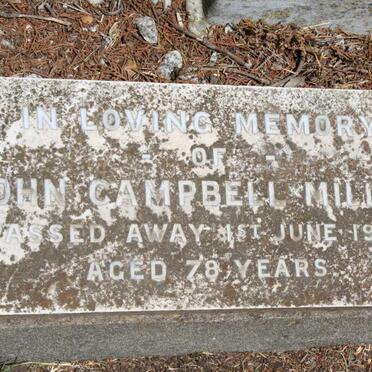 IN LOVING MEMORY
- OF -
OHN CAMPBELL MILL
ASSED AWAY 1ST JUNE 19
AGED 78 YEARS